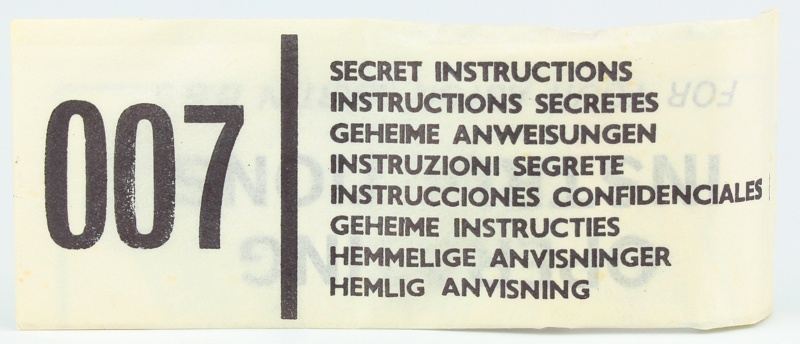 007
SECRET INSTRUCTIONS
INSTRUCTIONS SECRETES
GEHEIME ANWEISUNGEN
INSTRUZIONI SEGRETE
INSTRUCCIONES CONFIDENCIALES
GEHEIME INSTRUCTIES
HEMMELIGE ANVISNINGER
HEMLIG ANVISNING